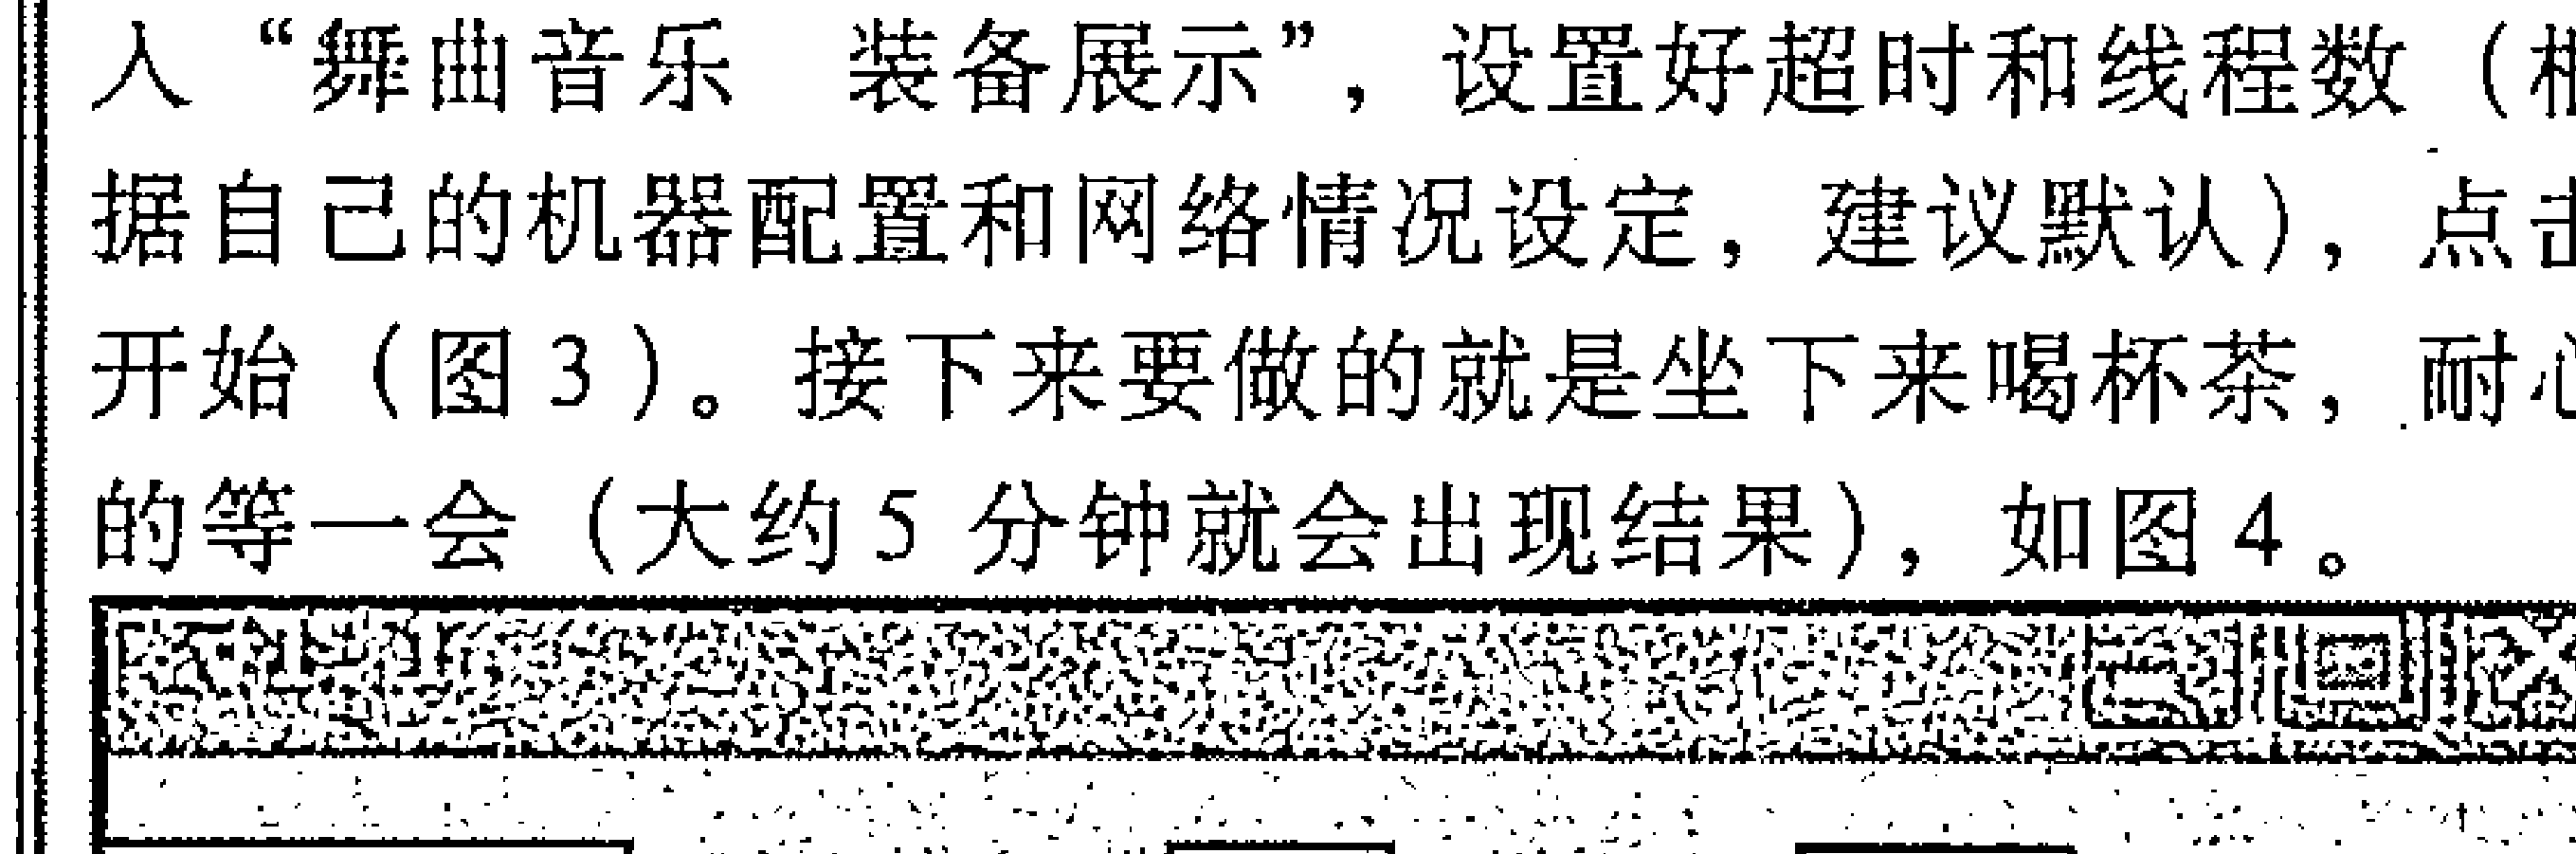 入“舞曲音乐 装备展示”，设置好超时和线程数（根
据自己的机器配置和网络情况设定，建议默认），点击
开始（图3）。接下来要做的就是坐下来喝杯茶，耐心
的等一会（大约5分钟就会出现结果），如图4。